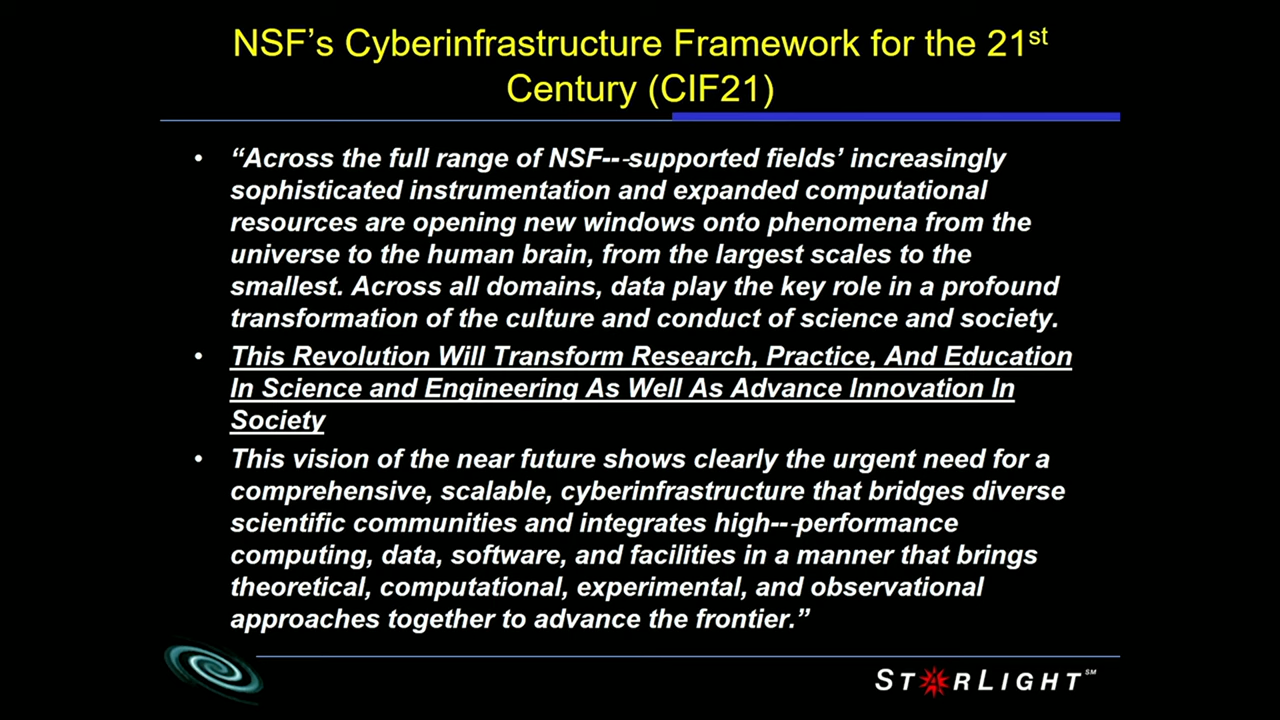 NSF’s Cyberinfrastructure Framework for the 21st
Century (CIF21)
• “Across the full range of NSF--‐supported fields’ increasingly
sophisticated instrumentation and expanded computational
resources are opening new windows onto phenomena from the
universe to the human brain, from the largest scales to the
smallest. Across all domains, data play the key role in a profound
transformation of the culture and conduct of science and society.
• This Revolution Will Transform Research, Practice, And Education
In Science and Engineering As Well As Advance Innovation In
Society
• This vision of the near future shows clearly the urgent need for a
comprehensive, scalable, cyberinfrastructure that bridges diverse
scientific communities and integrates high--‐performance
computing, data, software, and facilities in a manner that brings
theoretical, computational, experimental, and observational
approaches together to advance the frontier.”
STARLIGHT℠